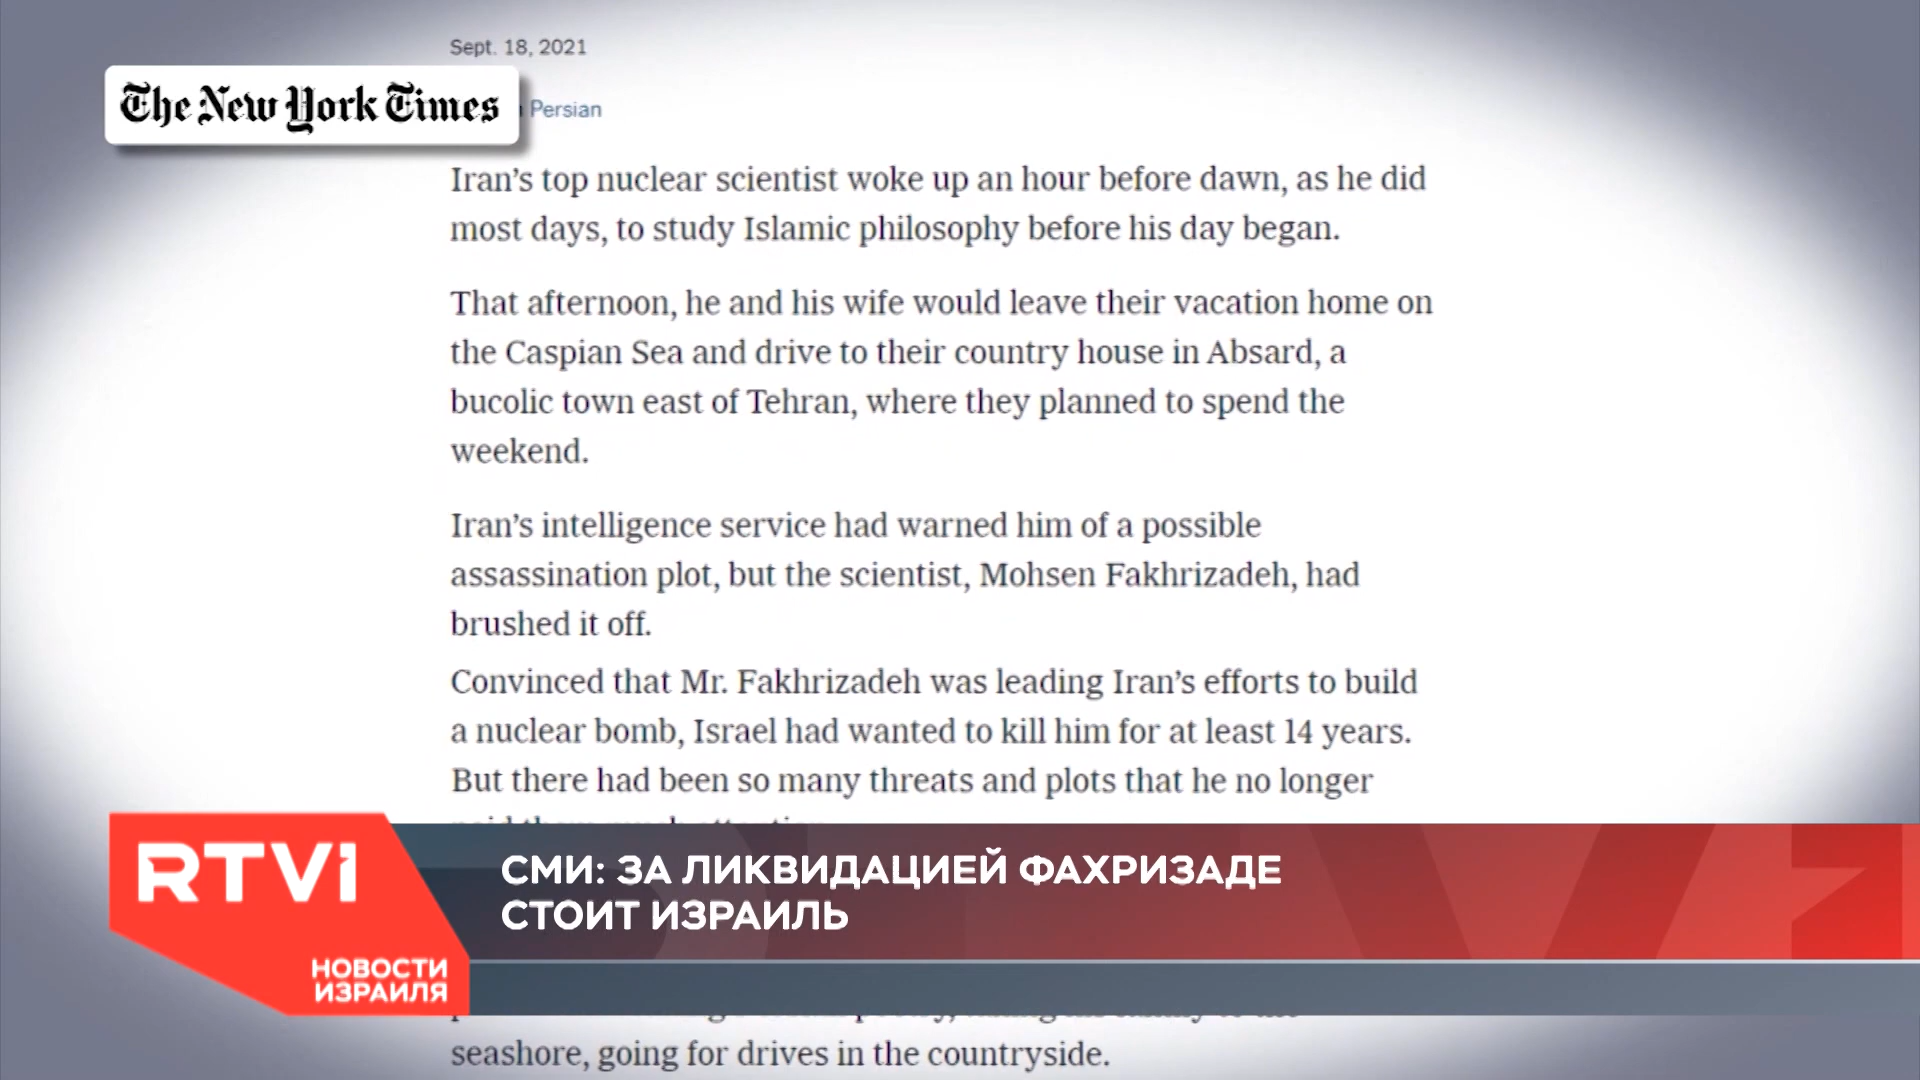 Sept. 18, 2021
The New York Times
Persian
Iran's top nuclear scientist woke up an hour before dawn, as he did
most days, to study Islamic philosophy before his day began.
That afternoon, he and his wife would leave their vacation home on
the Caspian Sea and drive to their country house in Absard, a
bucolic town east of Tehran, where they planned to spend the
weekend.
Iran's intelligence service had warned him of a possible
assassination plot, but the scientist, Mohsen Fakhrizadeh, had
brushed it off.
Convinced that Mr. Fakhrizadeh was leading Iran's efforts to build
a nuclear bomb, Israel had wanted to kill him for at least 14 years.
But there had been so many threats and plots that he no longer
RTVI
НОВОСТИ
ИЗРАИЛЯ
СМИ: ЗА ЛИКВИДАЦИЕЙ ФАХРИЗАДЕ
СТОИТ ИЗРАИЛЬ
seashore, going for drives in the countryside.